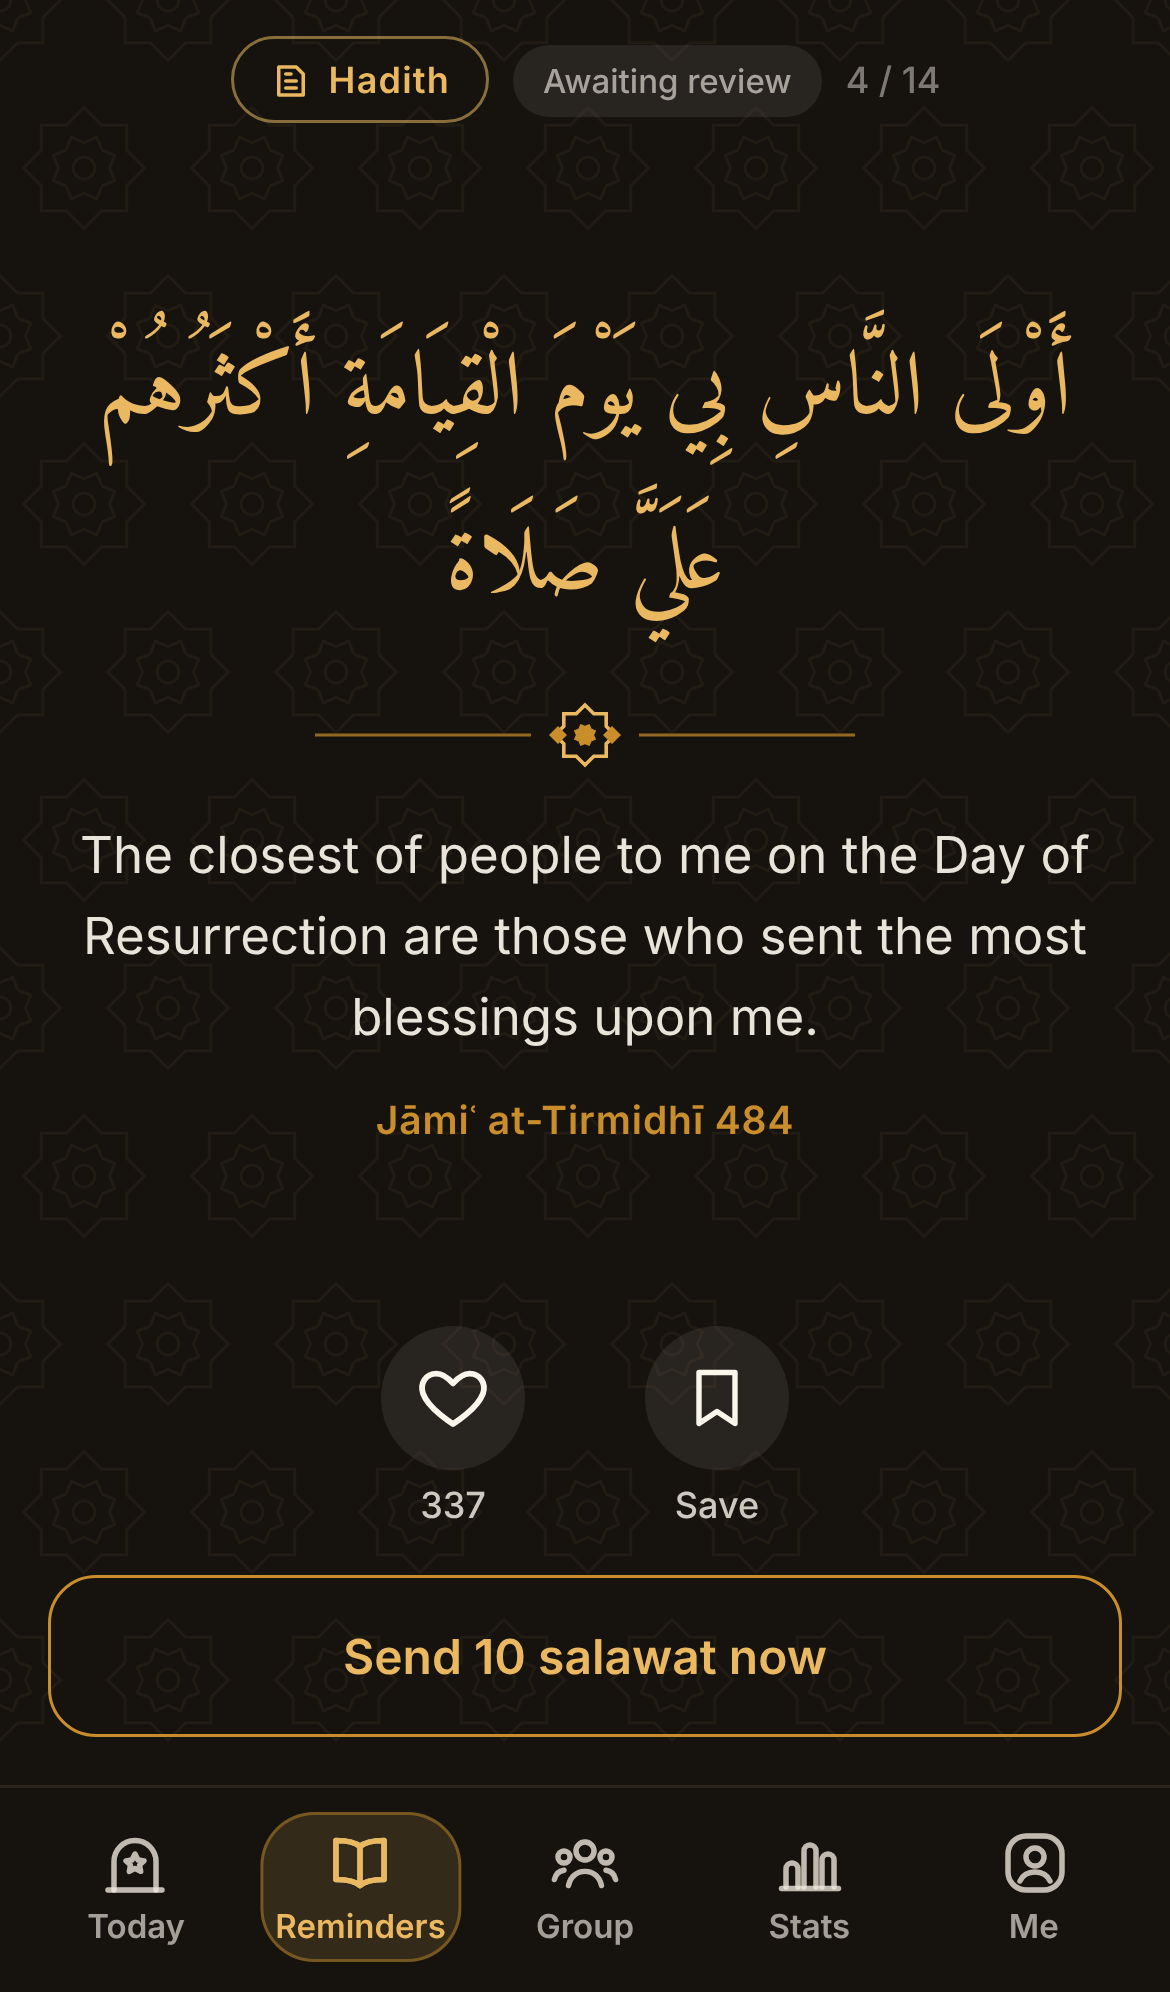 Hadith
Awaiting review
4 / 14
أَوْلَى النَّاسِ بِي يَوْمَ الْقِيَامَةِ أَكْثَرُهُمْ
عَلَيَّ صَلَاةً
The closest of people to me on the Day of
Resurrection are those who sent the most
blessings upon me.
Jāmiʿ at-Tirmidhī 484
337
Save
Send 10 salawat now
Today
Reminders
Group
Stats
Me